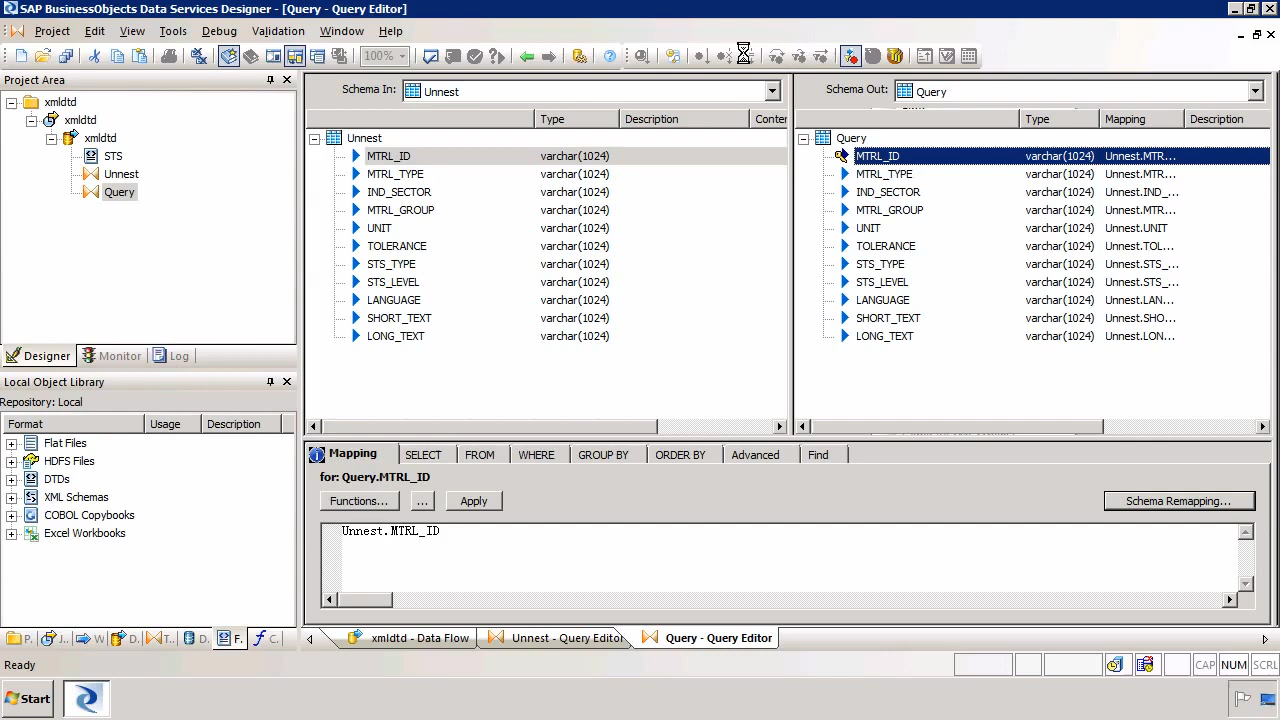 SAP BusinessObjects Data Services Designer - [Query - Query Editor]
Project Edit View Tools Debug Validation Window Help
100%
Project Area
xmldtd
xmldtd
xmldtd
STS
Unnest
Query
Designer Monitor Log
Local Object Library
Repository: Local
Format Usage Description
Flat Files
HDFS Files
DTDs
XML Schemas
COBOL Copybooks
Excel Workbooks
P. J.. W D. T.. D. F. C.
Schema In: Unnest
Type Description Conter
Unnest
MTRL_ID varchar(1024)
MTRL_TYPE varchar(1024)
IND_SECTOR varchar(1024)
MTRL_GROUP varchar(1024)
UNIT varchar(1024)
TOLERANCE varchar(1024)
STS_TYPE varchar(1024)
STS_LEVEL varchar(1024)
LANGUAGE varchar(1024)
SHORT_TEXT varchar(1024)
LONG_TEXT varchar(1024)
Schema Out: Query
Type Mapping Description
Query
MTRL_ID varchar(1024) Unnest.MTR...
MTRL_TYPE varchar(1024) Unnest.MTR...
IND_SECTOR varchar(1024) Unnest.IND_...
MTRL_GROUP varchar(1024) Unnest.MTR...
UNIT varchar(1024) Unnest.UNIT
TOLERANCE varchar(1024) Unnest.TOL...
STS_TYPE varchar(1024) Unnest.STS_...
STS_LEVEL varchar(1024) Unnest.STS_...
LANGUAGE varchar(1024) Unnest.LAN...
SHORT_TEXT varchar(1024) Unnest.SHO...
LONG_TEXT varchar(1024) Unnest.LON...
Mapping SELECT FROM WHERE GROUP BY ORDER BY Advanced Find
for: Query.MTRL_ID
Functions... ... Apply Schema Remapping...
Unnest.MTRL_ID
xmldtd - Data Flow Unnest - Query Editor Query - Query Editor
Ready CAP NUM SCRL
Start